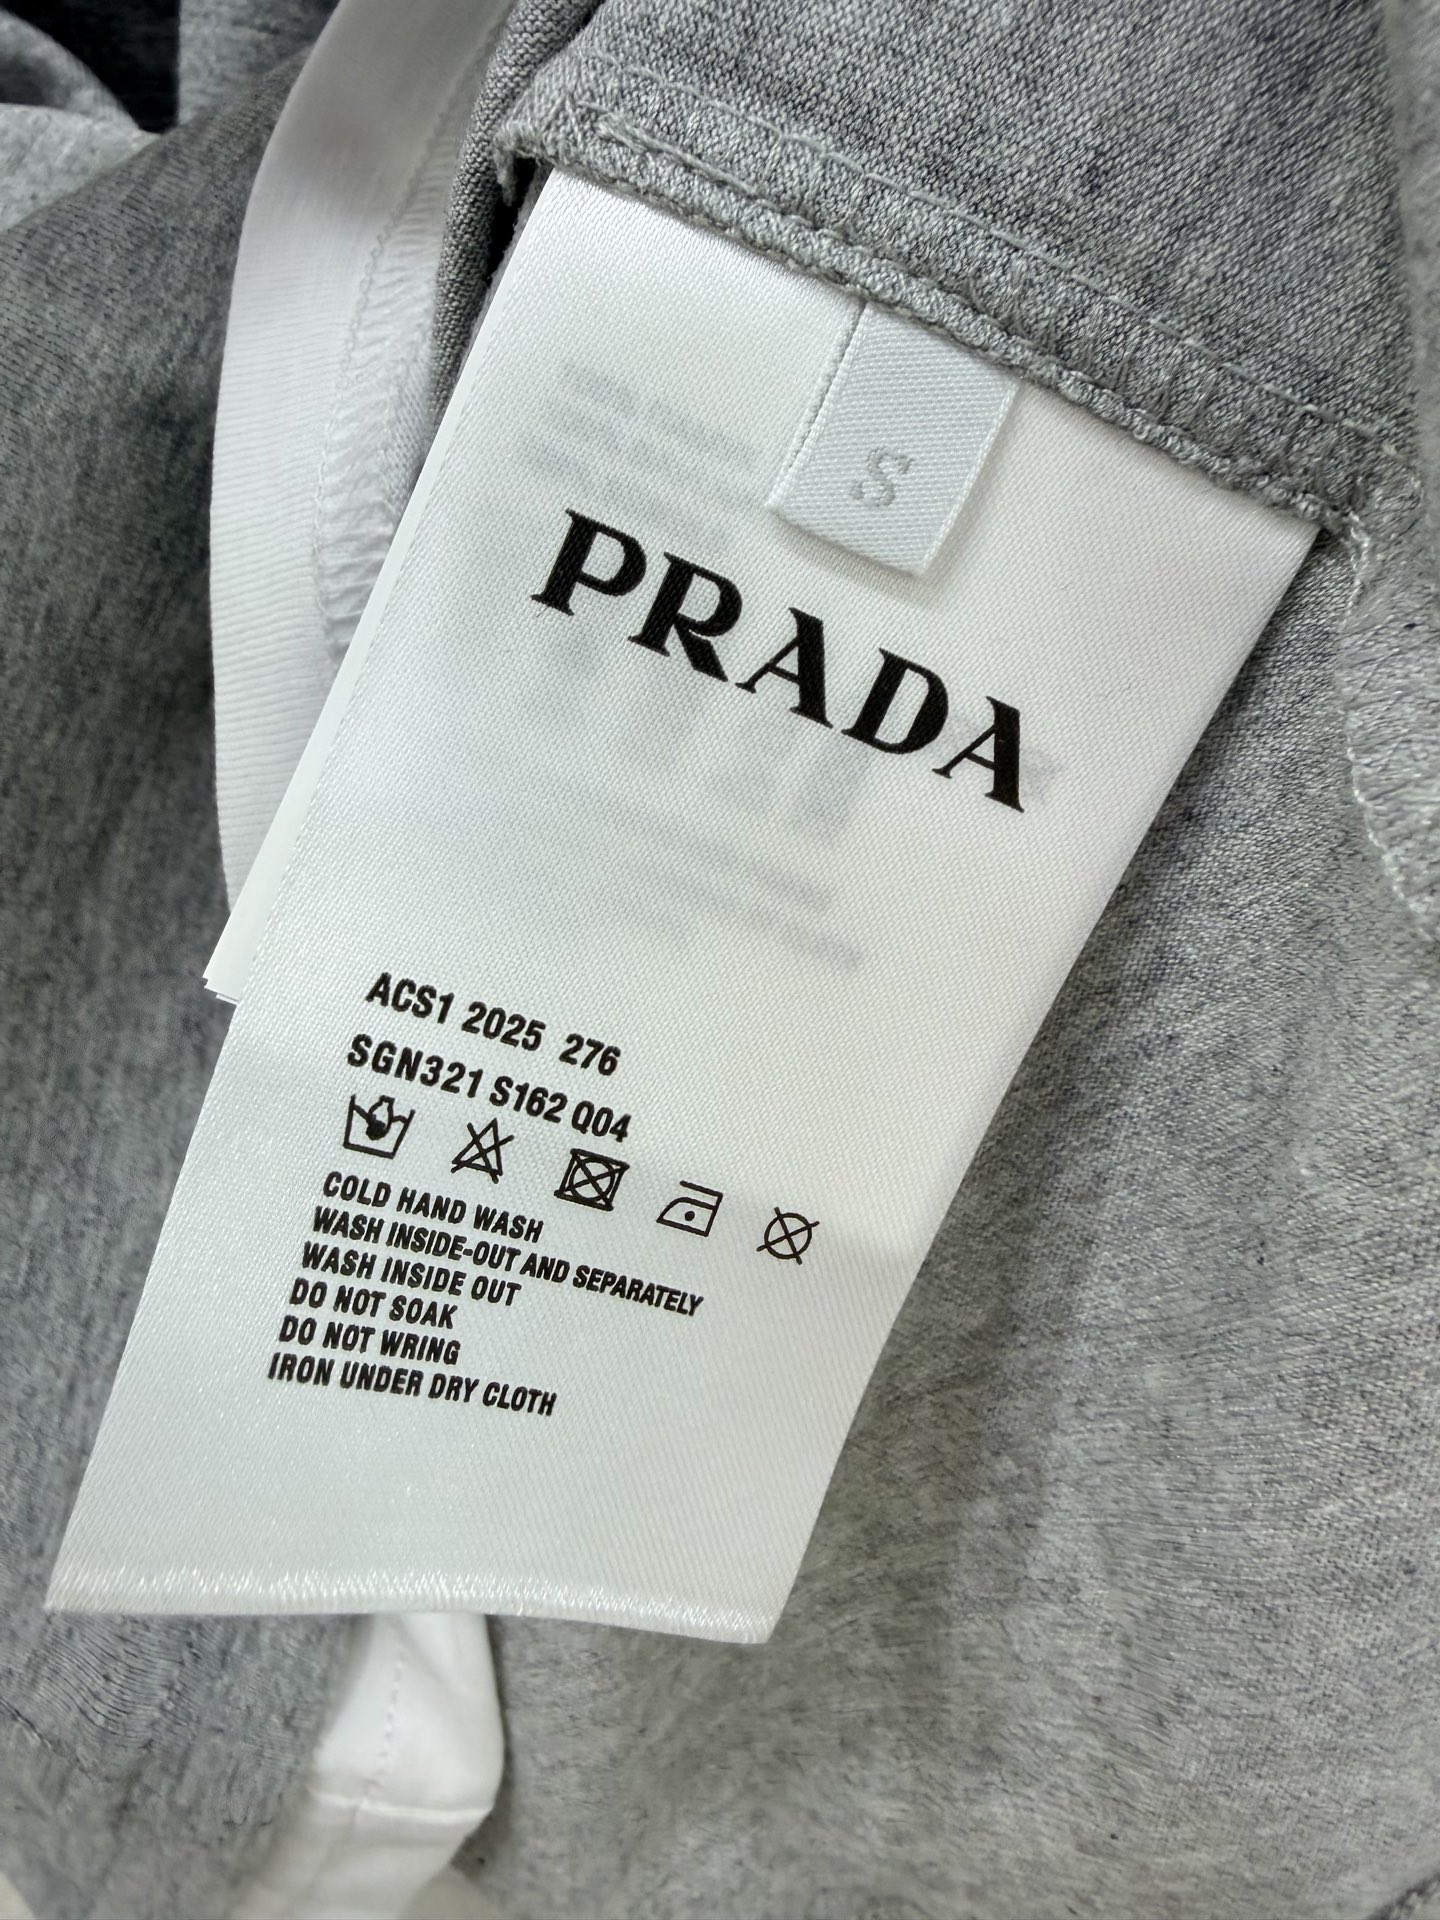 S
PRADA
ACS1 2025 276
SGN321 S162 Q04
COLD HAND WASH
WASH INSIDE-OUT AND SEPARATELY
WASH INSIDE OUT
DO NOT SOAK
DO NOT WRING
IRON UNDER DRY CLOTH